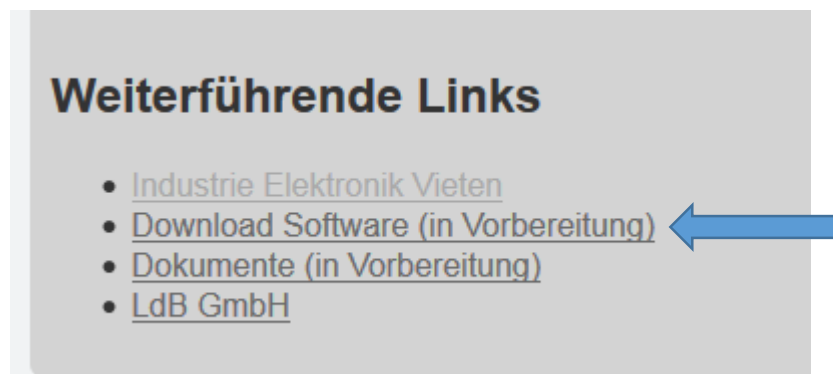 Weiterführende Links
Industrie Elektronik Vieten
Download Software (in Vorbereitung)
Dokumente (in Vorbereitung)
LdB GmbH